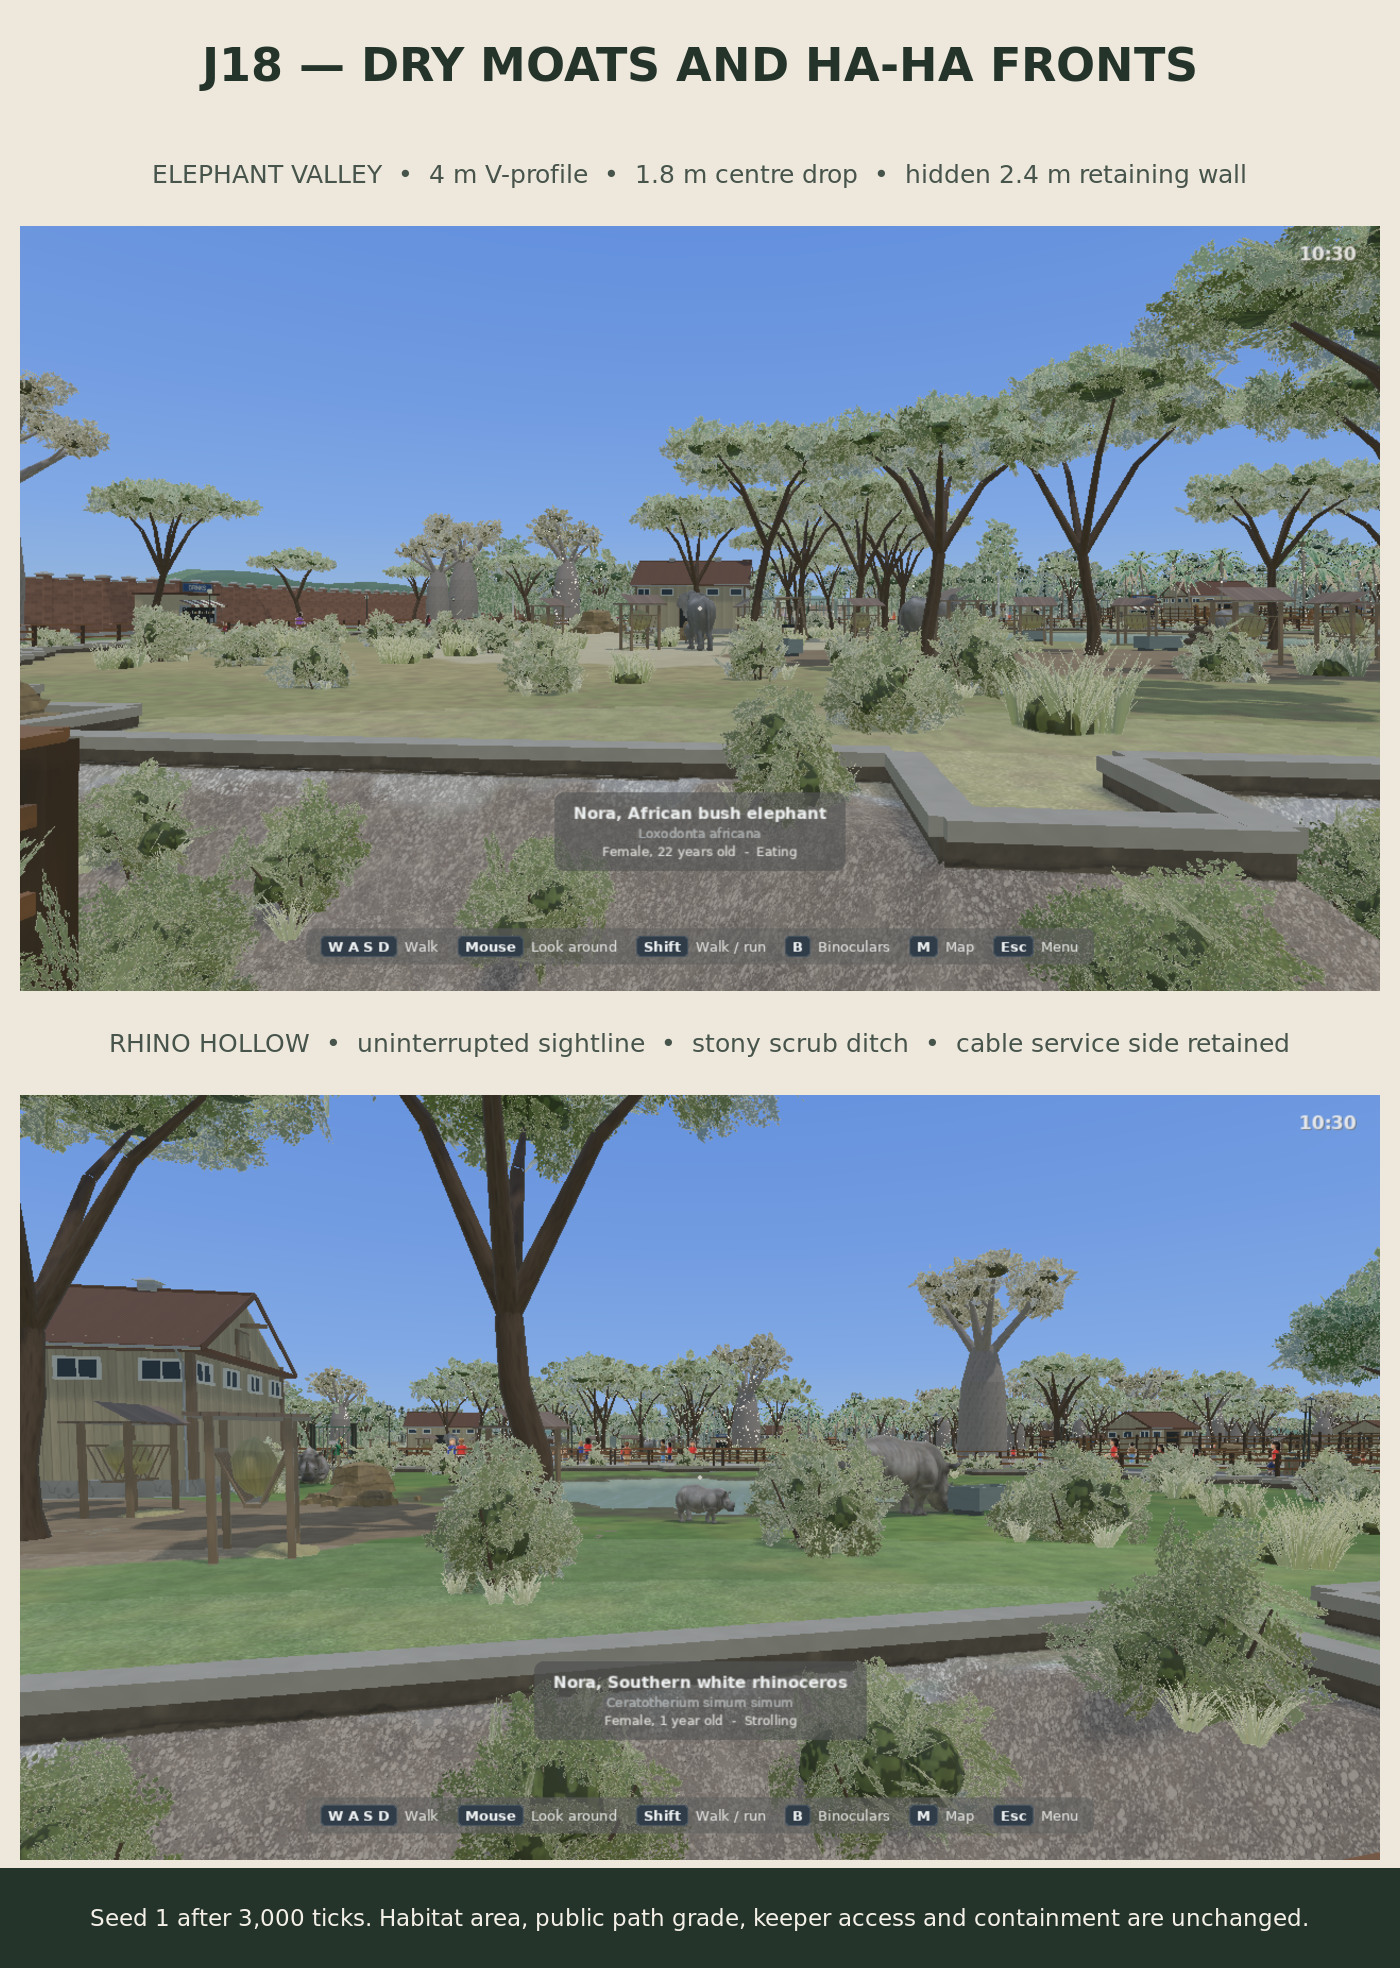 J18 — DRY MOATS AND HA-HA FRONTS
ELEPHANT VALLEY • 4 m V-profile • 1.8 m centre drop • hidden 2.4 m retaining wall
10:30
DRINKS
Nora, African bush elephant
Loxodonta africana
Female, 22 years old - Eating
W A S D Walk Mouse Look around Shift Walk / run B Binoculars M Map Esc Menu
RHINO HOLLOW • uninterrupted sightline • stony scrub ditch • cable service side retained
10:30
Nora, Southern white rhinoceros
Ceratotherium simum simum
Female, 1 year old - Strolling
W A S D Walk Mouse Look around Shift Walk / run B Binoculars M Map Esc Menu
Seed 1 after 3,000 ticks. Habitat area, public path grade, keeper access and containment are unchanged.